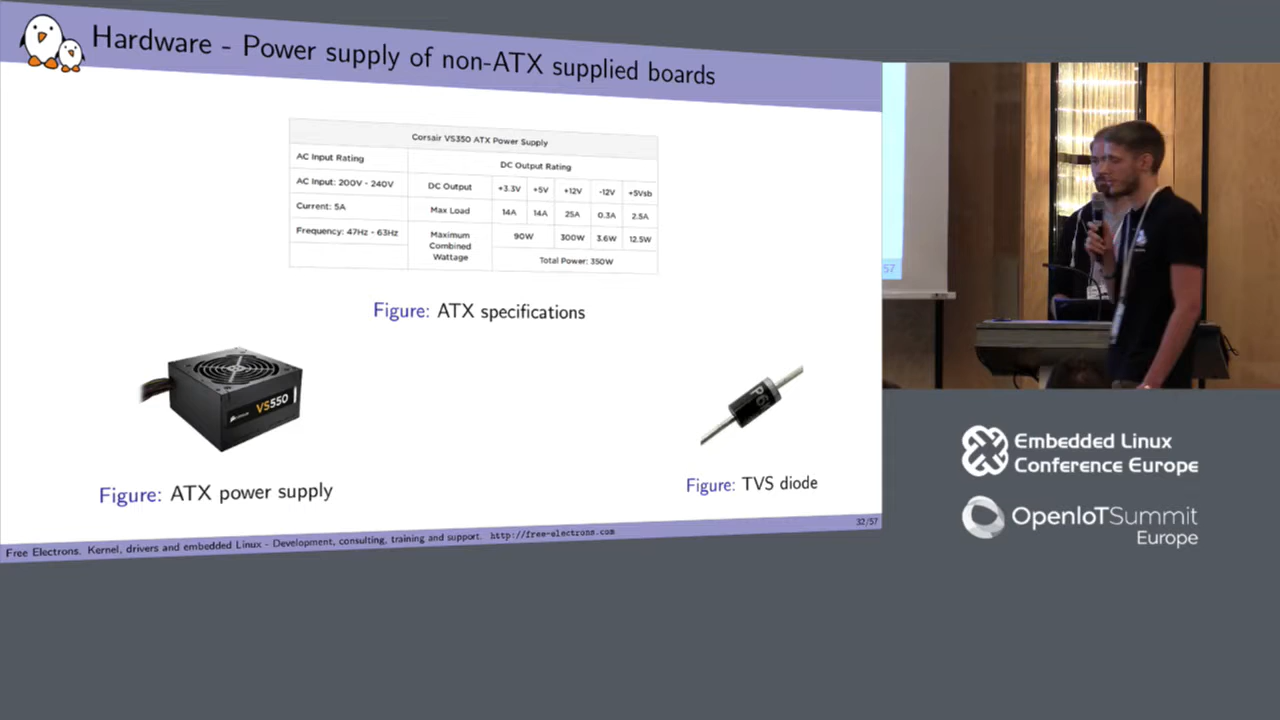 Hardware - Power supply of non-ATX supplied boards
Corsair VS350 ATX Power Supply
AC Input Rating
DC Output Rating
AC Input: 200V - 240V
DC Output
+3.3V
+5V
+12V
-12V
+5Vsb
Current: 5A
Max Load
14A
14A
25A
0.3A
2.5A
Frequency: 47Hz - 63Hz
Maximum
Combined
Wattage
90W
300W
3.6W
12.5W
Total Power: 350W
Figure: ATX specifications
VS550
P6
Figure: ATX power supply
Figure: TVS diode
32/57
Free Electrons. Kernel, drivers and embedded Linux - Development, consulting, training and support. http://free-electrons.com
57
Embedded Linux
Conference Europe
OpenIoTSummit
Europe